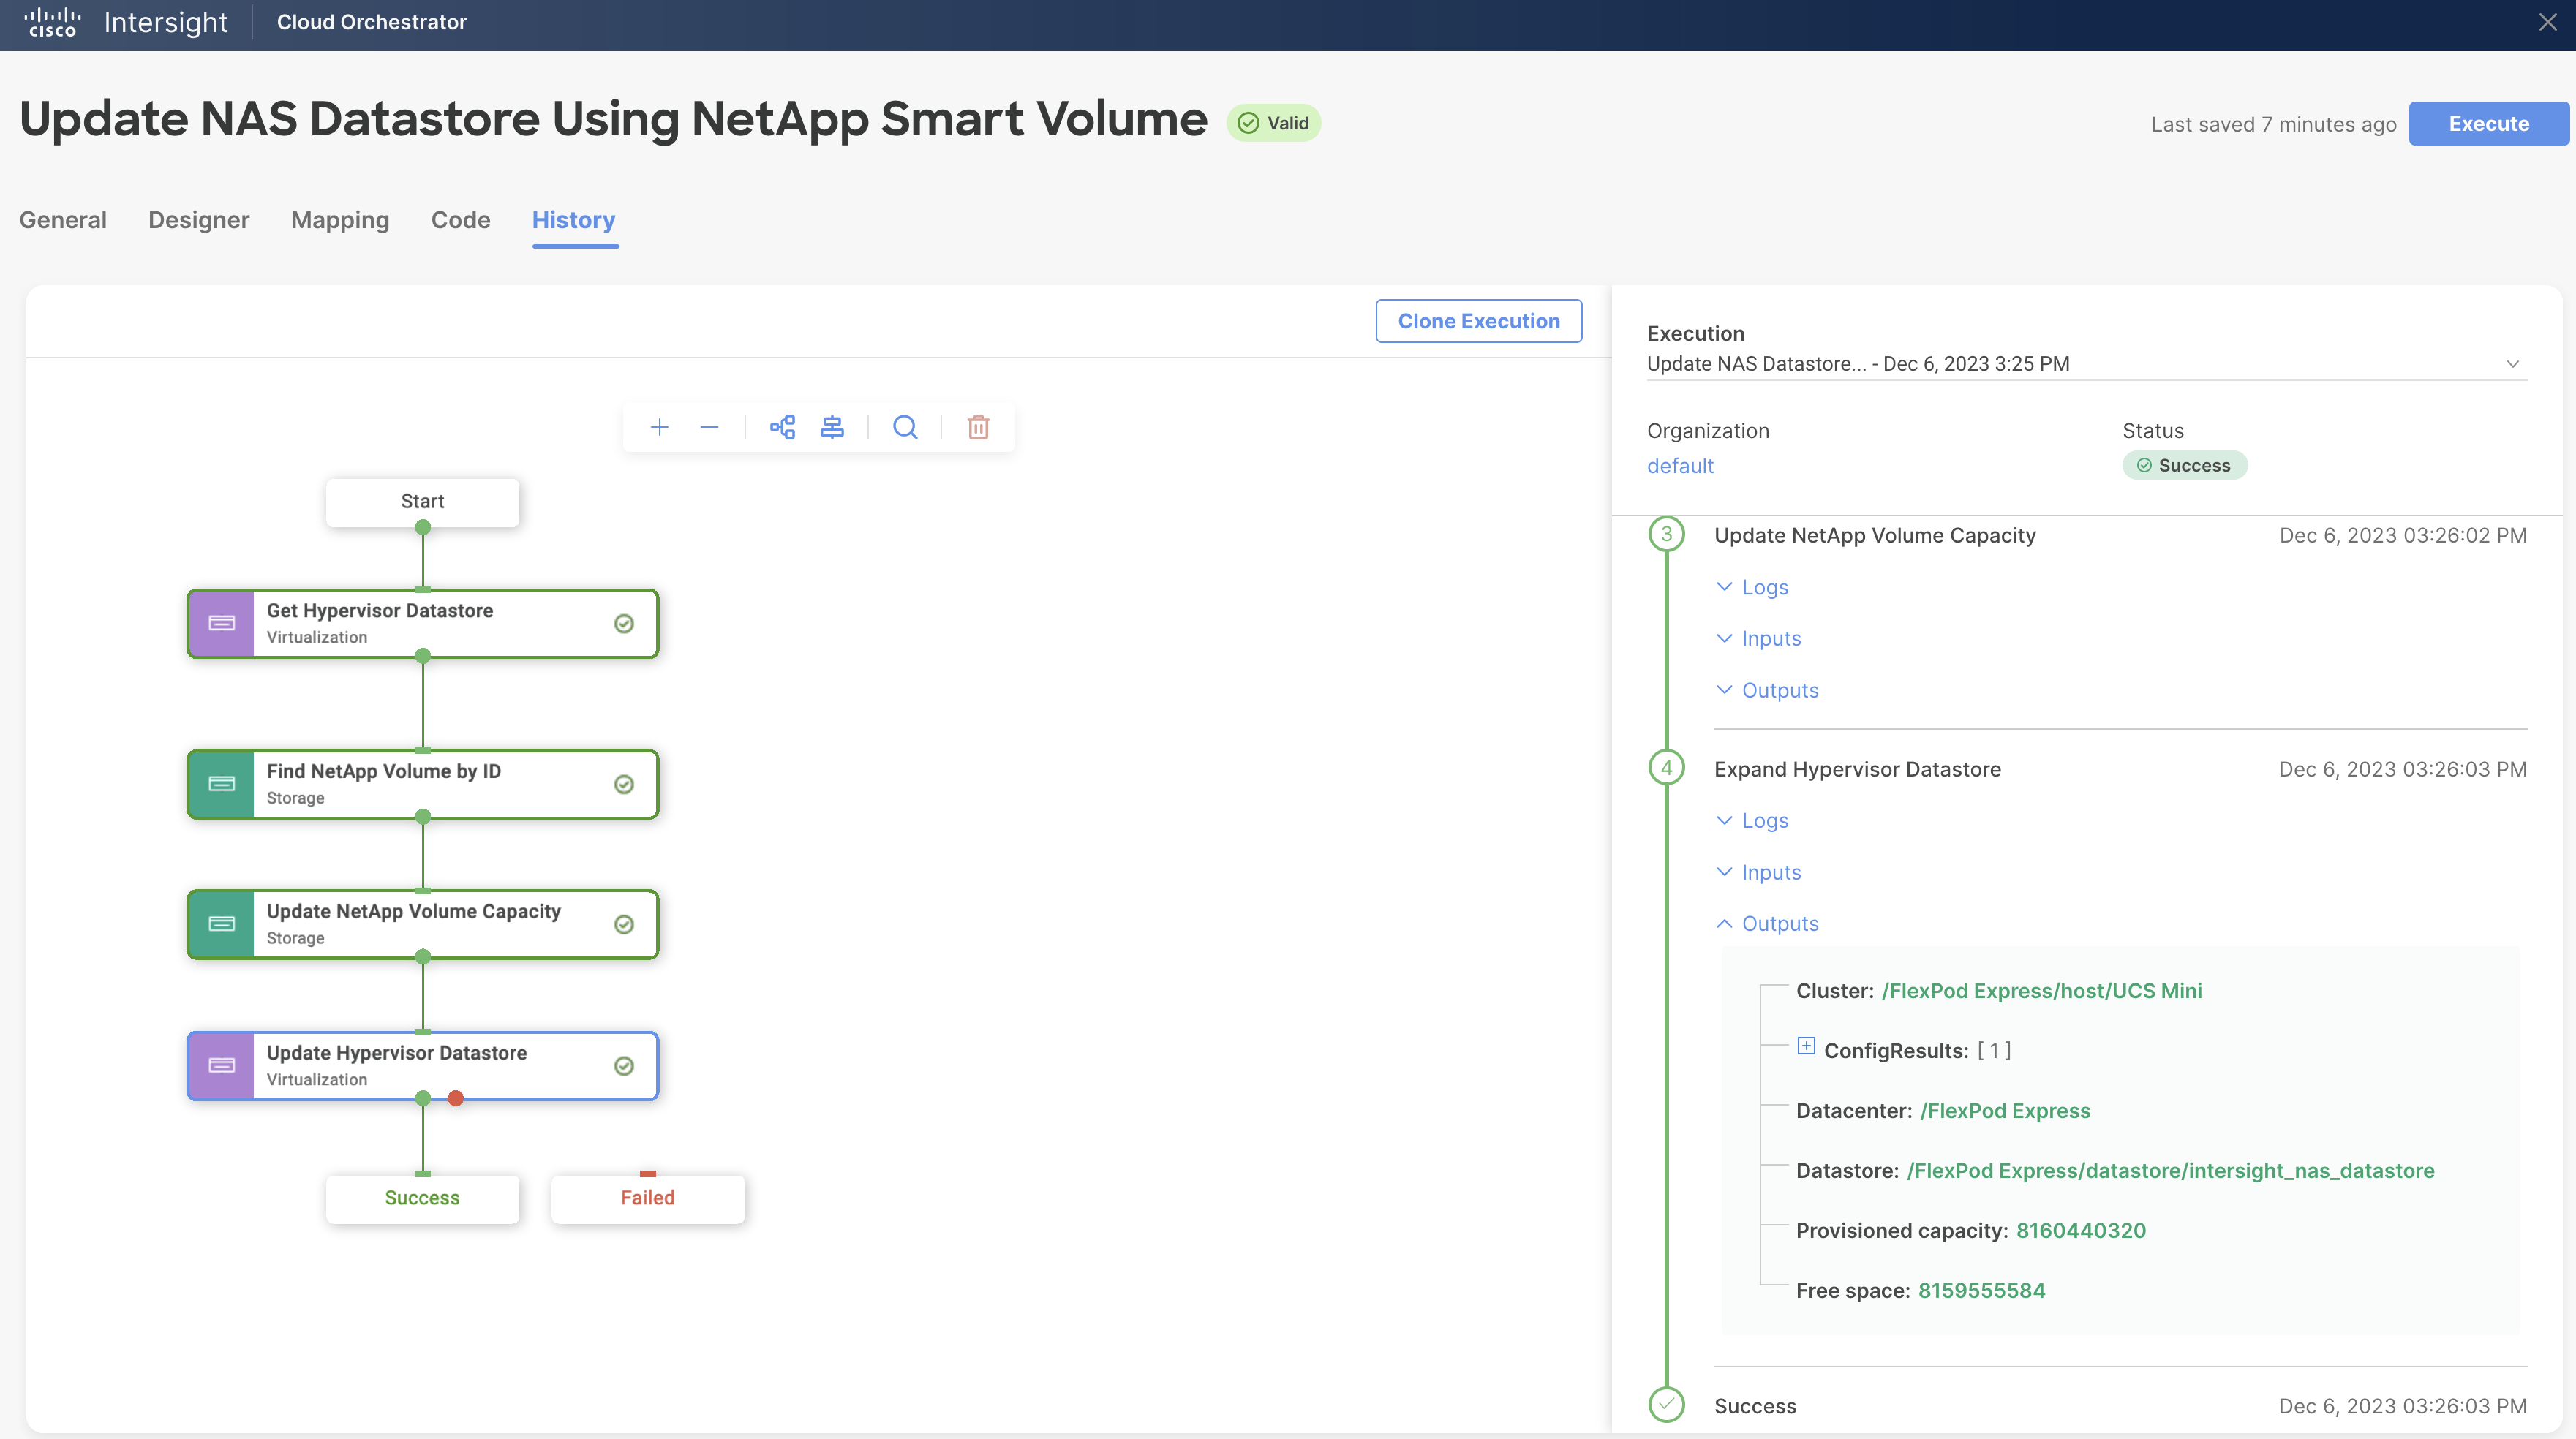 cisco Intersight Cloud Orchestrator
Update NAS Datastore Using NetApp Smart Volume Valid
Last saved 7 minutes ago Execute
General Designer Mapping Code History
Clone Execution
Start
Get Hypervisor Datastore
Virtualization
Find NetApp Volume by ID
Storage
Update NetApp Volume Capacity
Storage
Update Hypervisor Datastore
Virtualization
Success Failed
Execution
Update NAS Datastore... - Dec 6, 2023 3:25 PM
Organization Status
default Success
3 Update NetApp Volume Capacity Dec 6, 2023 03:26:02 PM
Logs
Inputs
Outputs
4 Expand Hypervisor Datastore Dec 6, 2023 03:26:03 PM
Logs
Inputs
Outputs
Cluster: /FlexPod Express/host/UCS Mini
ConfigResults: [ 1 ]
Datacenter: /FlexPod Express
Datastore: /FlexPod Express/datastore/intersight_nas_datastore
Provisioned capacity: 8160440320
Free space: 8159555584
Success Dec 6, 2023 03:26:03 PM